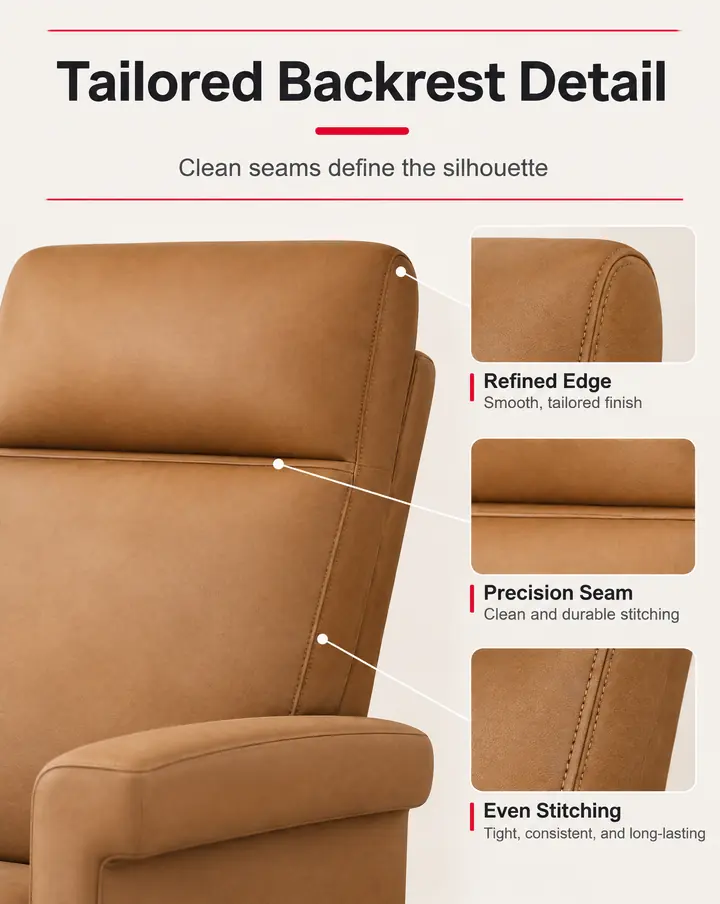 Tailored Backrest Detail
Clean seams define the silhouette
Refined Edge
Smooth, tailored finish
Precision Seam
Clean and durable stitching
Even Stitching
Tight, consistent, and long-lasting